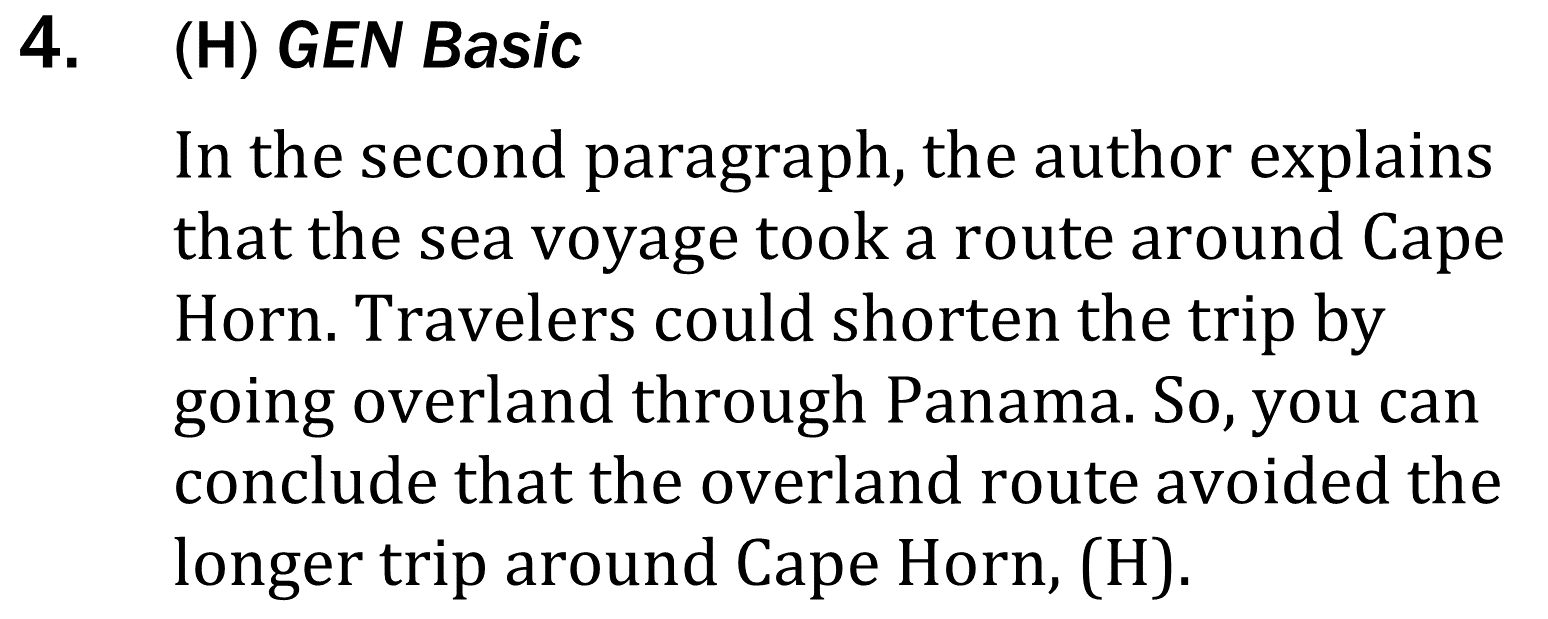 4. (H) GEN Basic
In the second paragraph, the author explains
that the sea voyage took a route around Cape
Horn. Travelers could shorten the trip by
going overland through Panama. So, you can
conclude that the overland route avoided the
longer trip around Cape Horn, (H).